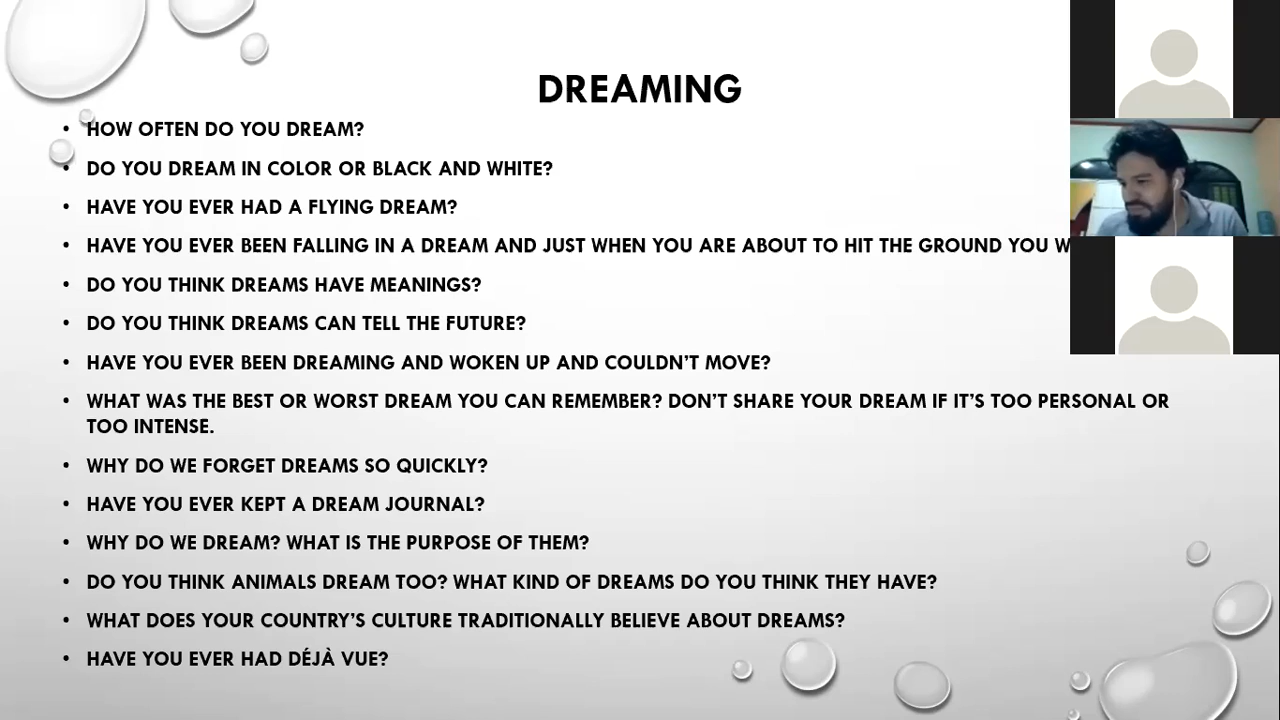 DREAMING
• HOW OFTEN DO YOU DREAM?
• DO YOU DREAM IN COLOR OR BLACK AND WHITE?
• HAVE YOU EVER HAD A FLYING DREAM?
• HAVE YOU EVER BEEN FALLING IN A DREAM AND JUST WHEN YOU ARE ABOUT TO HIT THE GROUND YOU
• DO YOU THINK DREAMS HAVE MEANINGS?
• DO YOU THINK DREAMS CAN TELL THE FUTURE?
• HAVE YOU EVER BEEN DREAMING AND WOKEN UP AND COULDN'T MOVE?
• WHAT WAS THE BEST OR WORST DREAM YOU CAN REMEMBER? DON'T SHARE YOUR DREAM IF IT'S TOO PERSONAL OR
TOO INTENSE.
• WHY DO WE FORGET DREAMS SO QUICKLY?
• HAVE YOU EVER KEPT A DREAM JOURNAL?
• WHY DO WE DREAM? WHAT IS THE PURPOSE OF THEM?
• DO YOU THINK ANIMALS DREAM TOO? WHAT KIND OF DREAMS DO YOU THINK THEY HAVE?
• WHAT DOES YOUR COUNTRY'S CULTURE TRADITIONALLY BELIEVE ABOUT DREAMS?
• HAVE YOU EVER HAD DÉJÀ VUE?